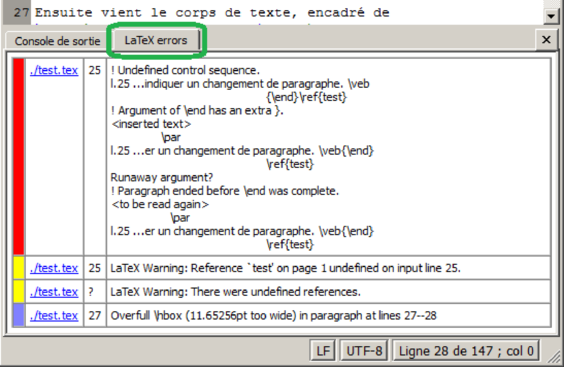 27 Ensuite vient le corps de texte, encadré de
Console de sortie LaTeX errors ×
./test.tex 25 ! Undefined control sequence.
l.25 ...indiquer un changement de paragraphe. \veb
{\end}\ref{test}
! Argument of \end has an extra }.
<inserted text>
\par
l.25 ...er un changement de paragraphe. \veb{\end}
\ref{test}
Runaway argument?
! Paragraph ended before \end was complete.
<to be read again>
\par
l.25 ...er un changement de paragraphe. \veb{\end}
\ref{test}
./test.tex 25 LaTeX Warning: Reference `test' on page 1 undefined on input line 25.
./test.tex ? LaTeX Warning: There were undefined references.
./test.tex 27 Overfull \hbox (11.65256pt too wide) in paragraph at lines 27--28
LF UTF-8 Ligne 28 de 147 ; col 0